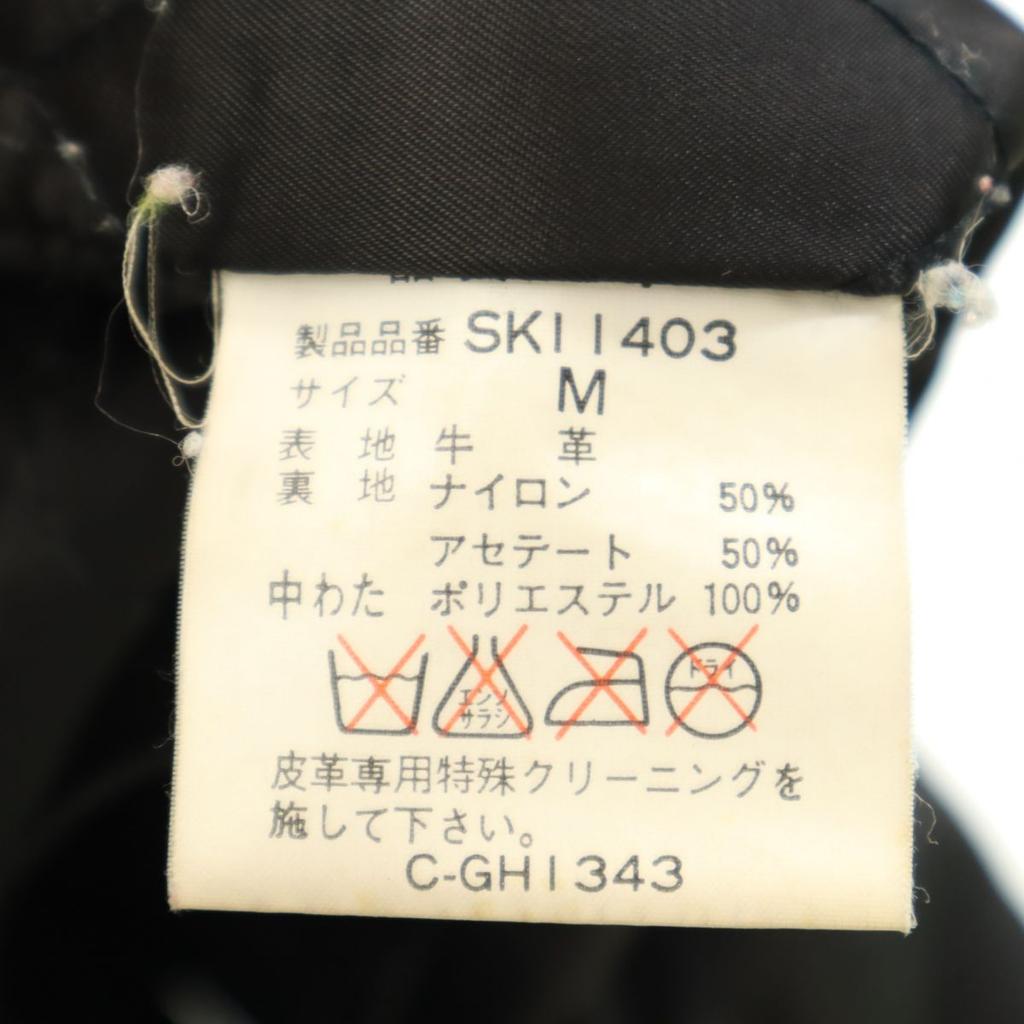 製品品番 SK11403
サイズ M
表 地 牛 革
裏 地 ナイロン 50%
アセテート 50%
中わた ポリエステル 100%
エンソ サラシ ドライ
皮革専用特殊クリーニングを
施して下さい。
C-GH1343